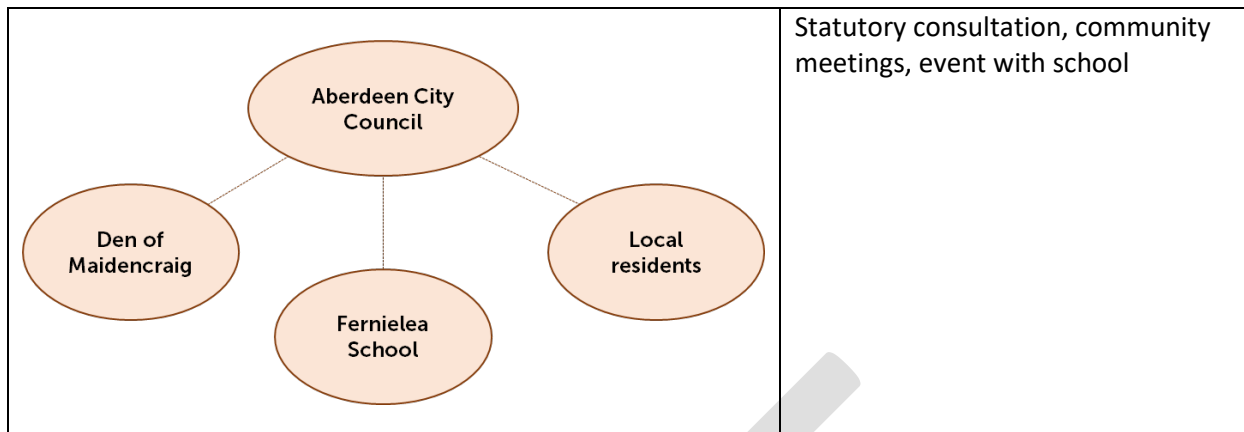 Aberdeen City
Council
Den of
Maidencraig
Fernielea
School
Local
residents
Statutory consultation, community
meetings, event with school